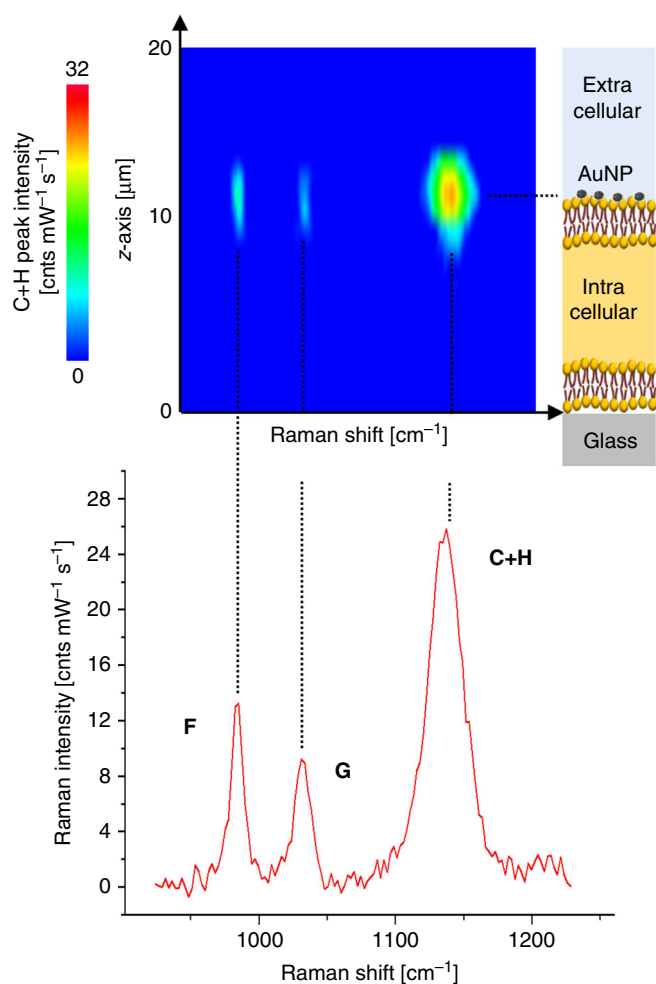 32
0
C+H peak intensity
[cnts mW⁻¹ s⁻¹]
20
10
0
z-axis [µm]
Raman shift [cm⁻¹]
Extra
cellular
AuNP
Intra
cellular
Glass
28
24
20
16
12
8
4
0
Raman intensity [cnts mW⁻¹ s⁻¹]
F
G
C+H
1000
1100
1200
Raman shift [cm⁻¹]